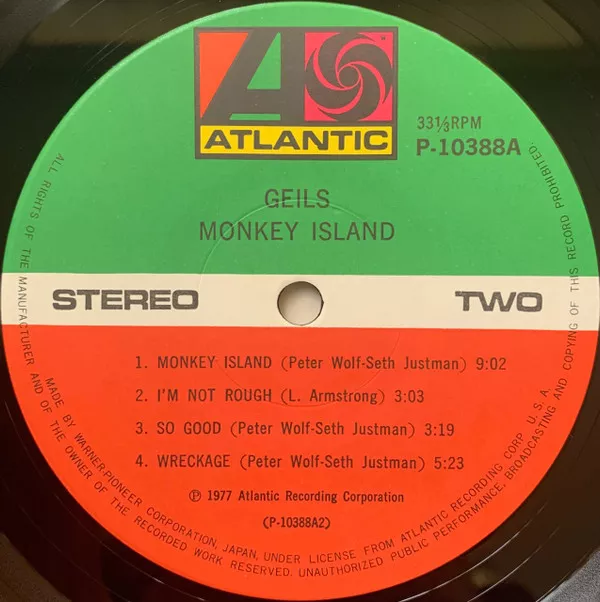 ATLANTIC
33 1/3 RPM
P-10388A
GEILS
MONKEY ISLAND
STEREO
TWO
1. MONKEY ISLAND (Peter Wolf-Seth Justman) 9:02
2. I'M NOT ROUGH (L. Armstrong) 3:03
3. SO GOOD (Peter Wolf-Seth Justman) 3:19
4. WRECKAGE (Peter Wolf-Seth Justman) 5:23
Ⓟ 1977 Atlantic Recording Corporation
(P-10388A2)
MADE BY WARNER-PIONEER CORPORATION, JAPAN, UNDER LICENSE FROM ATLANTIC RECORDING CORP. U. S. A.
ALL RIGHTS OF THE MANUFACTURER AND OF THE OWNER OF THE RECORDED WORK RESERVED. UNAUTHORIZED PUBLIC PERFORMANCE, BROADCASTING AND COPYING OF THIS RECORD PROHIBITED.